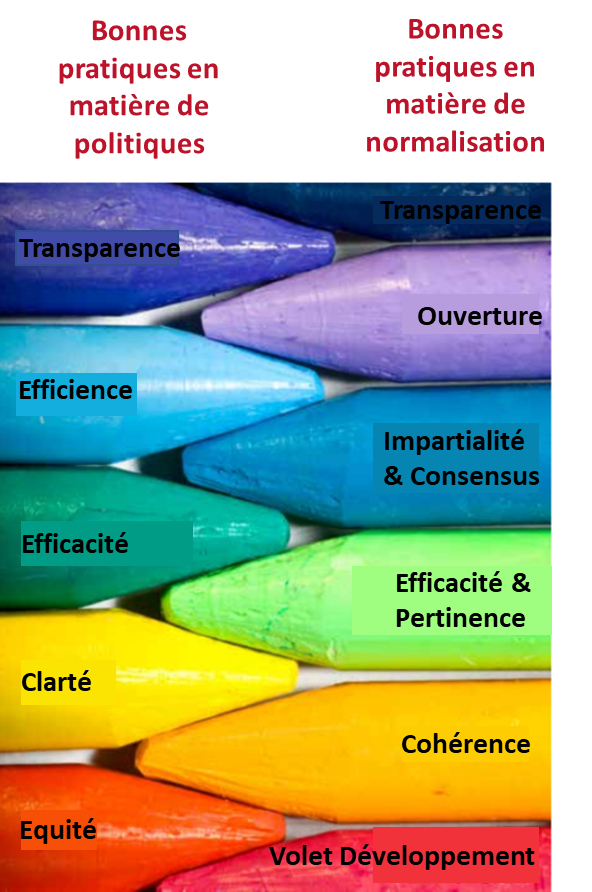 Bonnes
pratiques en
matière de
politiques
Transparence
Efficience
Efficacité
Clarté
Equité
Bonnes
pratiques en
matière de
normalisation
Transparence
Ouverture
Impartialité
& Consensus
Efficacité &
Pertinence
Cohérence
Volet Développement